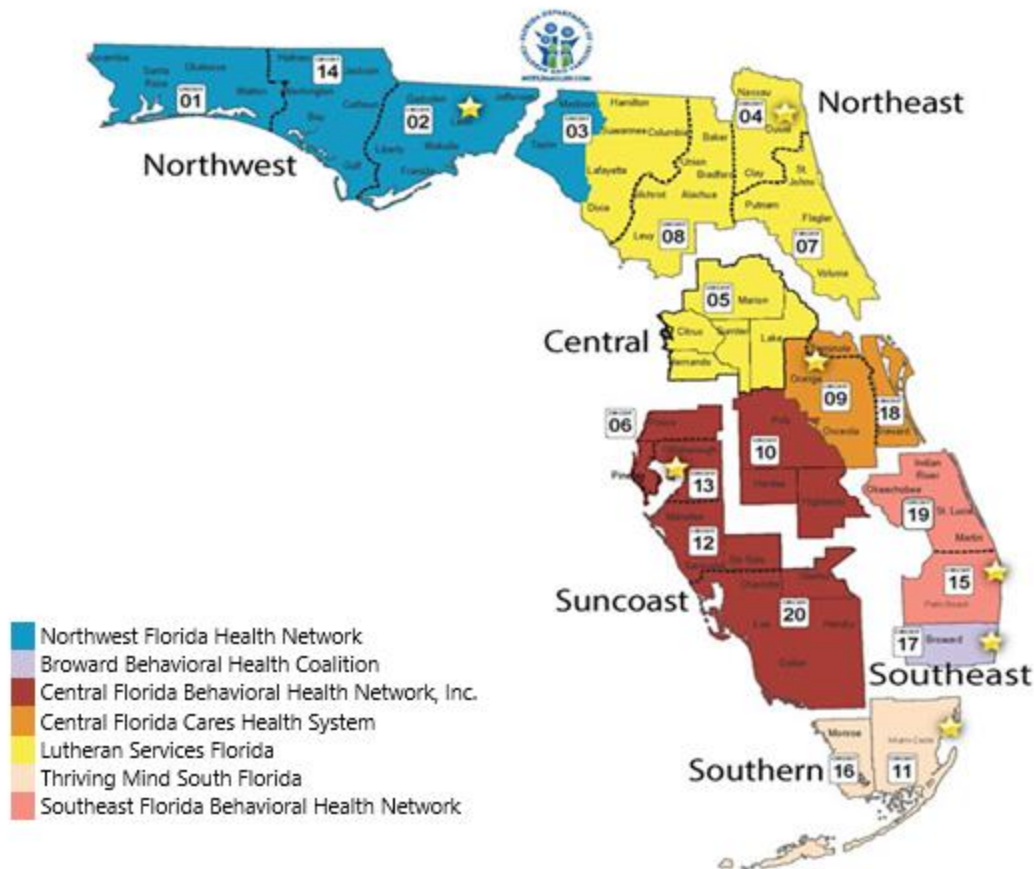 Northwest
Northeast
Central
Suncoast
Southeast
Southern
01
14
02
03
04
08
07
05
09
18
06
10
13
12
20
19
15
17
16
11
Santa
Rosa
Okaloosa
Walton
Washington
Jackson
Calhoun
Bay
Gulf
Gadsden
Jefferson
Leon
Liberty
Wakulla
Franklin
Madison
Taylor
Hamilton
Suwannee
Columbia
Lafayette
Dixie
Baker
Union
Bradford
Gilchrist
Alachua
Levy
Nassau
Duval
Clay
St.
Johns
Putnam
Flagler
Volusia
Marion
Citrus
Sumter
Lake
Hernando
Orange
Osceola
Polk
Hardee
Highlands
Manatee
De Soto
Charlotte
Lee
Hendry
Collier
Indian
River
Okeechobee
St. Lucie
Martin
Palm Beach
Broward
Monroe
Miami-Dade
Northwest Florida Health Network
Broward Behavioral Health Coalition
Central Florida Behavioral Health Network, Inc.
Central Florida Cares Health System
Lutheran Services Florida
Thriving Mind South Florida
Southeast Florida Behavioral Health Network